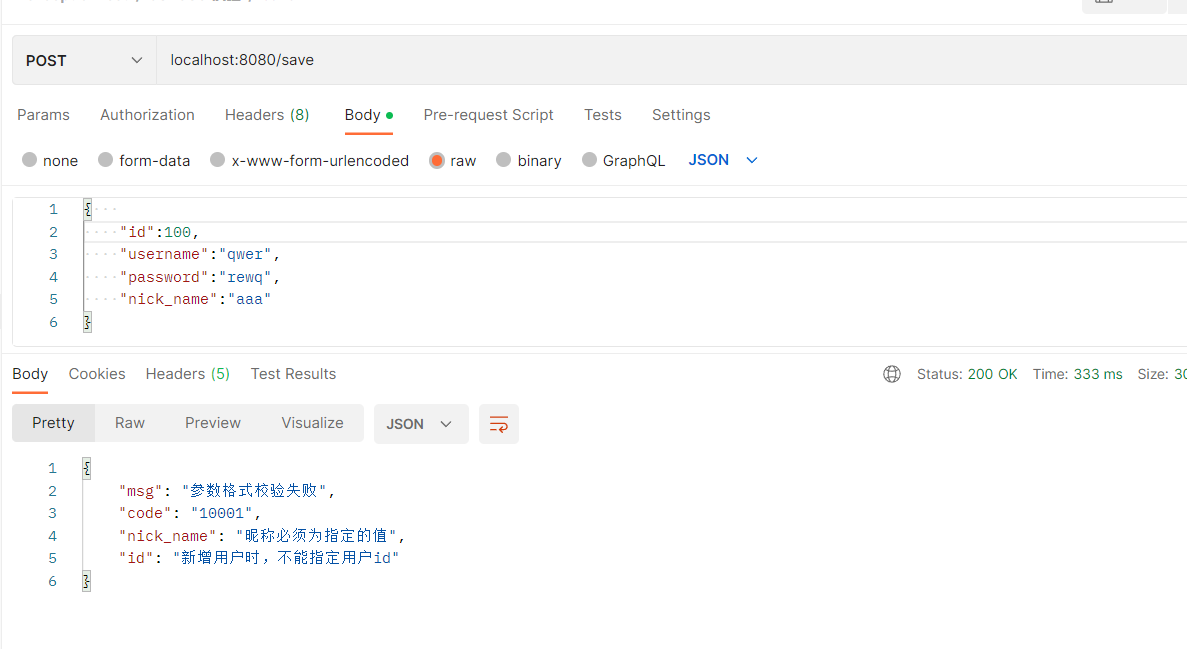 POST localhost:8080/save
Params Authorization Headers (8) Body Pre-request Script Tests Settings
none form-data x-www-form-urlencoded raw binary GraphQL JSON
1 {
2 "id":100,
3 "username":"qwer",
4 "password":"rewq",
5 "nick_name":"aaa"
6 }
Body Cookies Headers (5) Test Results Status: 200 OK Time: 333 ms Size:
Pretty Raw Preview Visualize JSON
1 {
2 "msg": "参数格式校验失败",
3 "code": "10001",
4 "nick_name": "昵称必须为指定的值",
5 "id": "新增用户时，不能指定用户id"
6 }